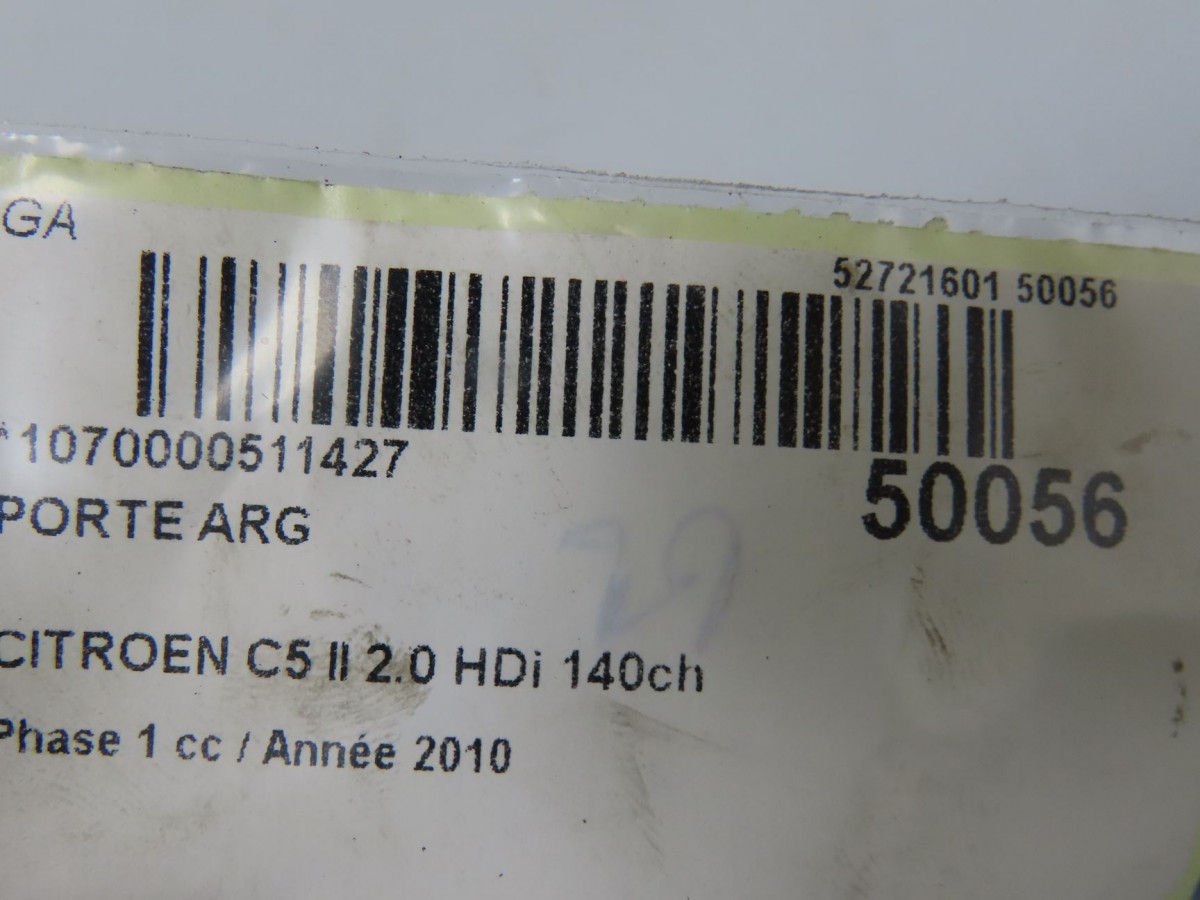 GA
52721601 50056
*1070000511427
50056
PORTE ARG
CITROEN C5 II 2.0 HDi 140ch
Phase 1 cc / Année 2010